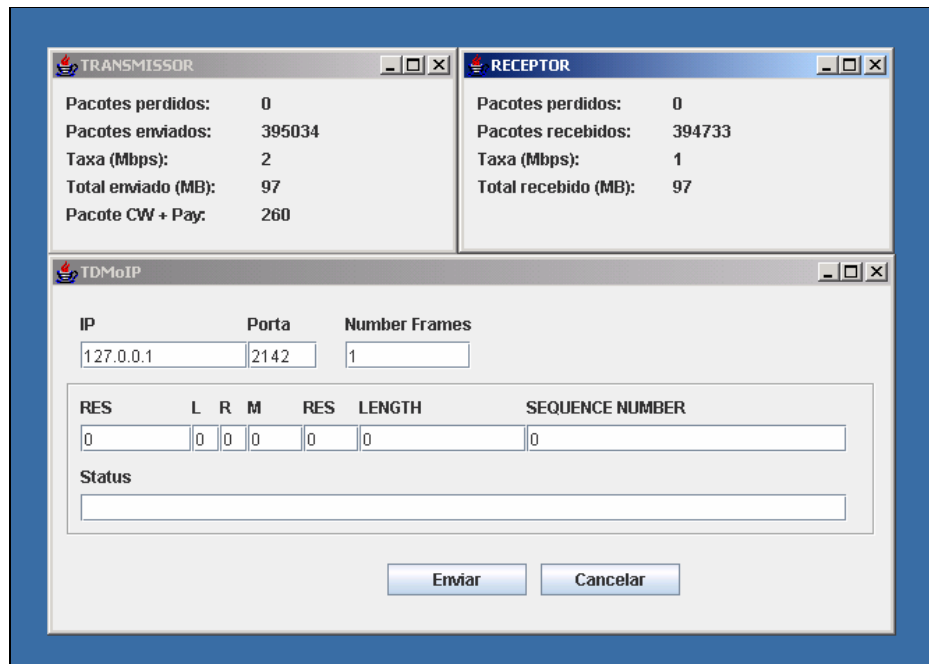 TRANSMISSOR
Pacotes perdidos: 0
Pacotes enviados: 395034
Taxa (Mbps): 2
Total enviado (MB): 97
Pacote CW + Pay: 260
RECEPTOR
Pacotes perdidos: 0
Pacotes recebidos: 394733
Taxa (Mbps): 1
Total recebido (MB): 97
TDMoIP
IP Porta Number Frames
127.0.0.1 2142 1
RES L R M RES LENGTH SEQUENCE NUMBER
0 0 0 0 0 0 0
Status
Enviar Cancelar